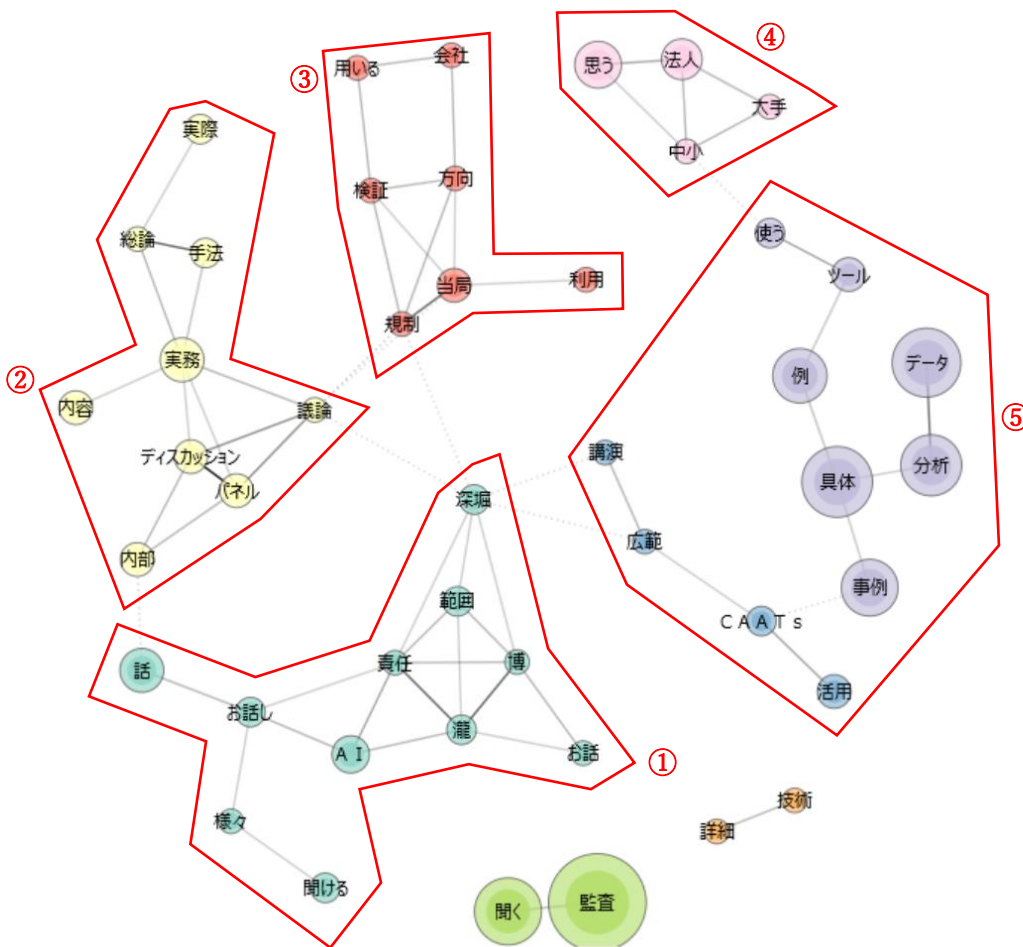 ④
思う
法人
大手
中小
③
用いる
会社
検証
方向
当局
利用
規制
実際
総論
手法
実務
②
内容
議論
ディスカッション
パネル
内部
使う
ツール
例
データ
⑤
具体
分析
講演
広範
事例
ＣＡＡＴｓ
活用
深堀
範囲
責任
博
瀧
お話
話
お話し
ＡＩ
①
様々
聞ける
技術
詳細
聞く
監査